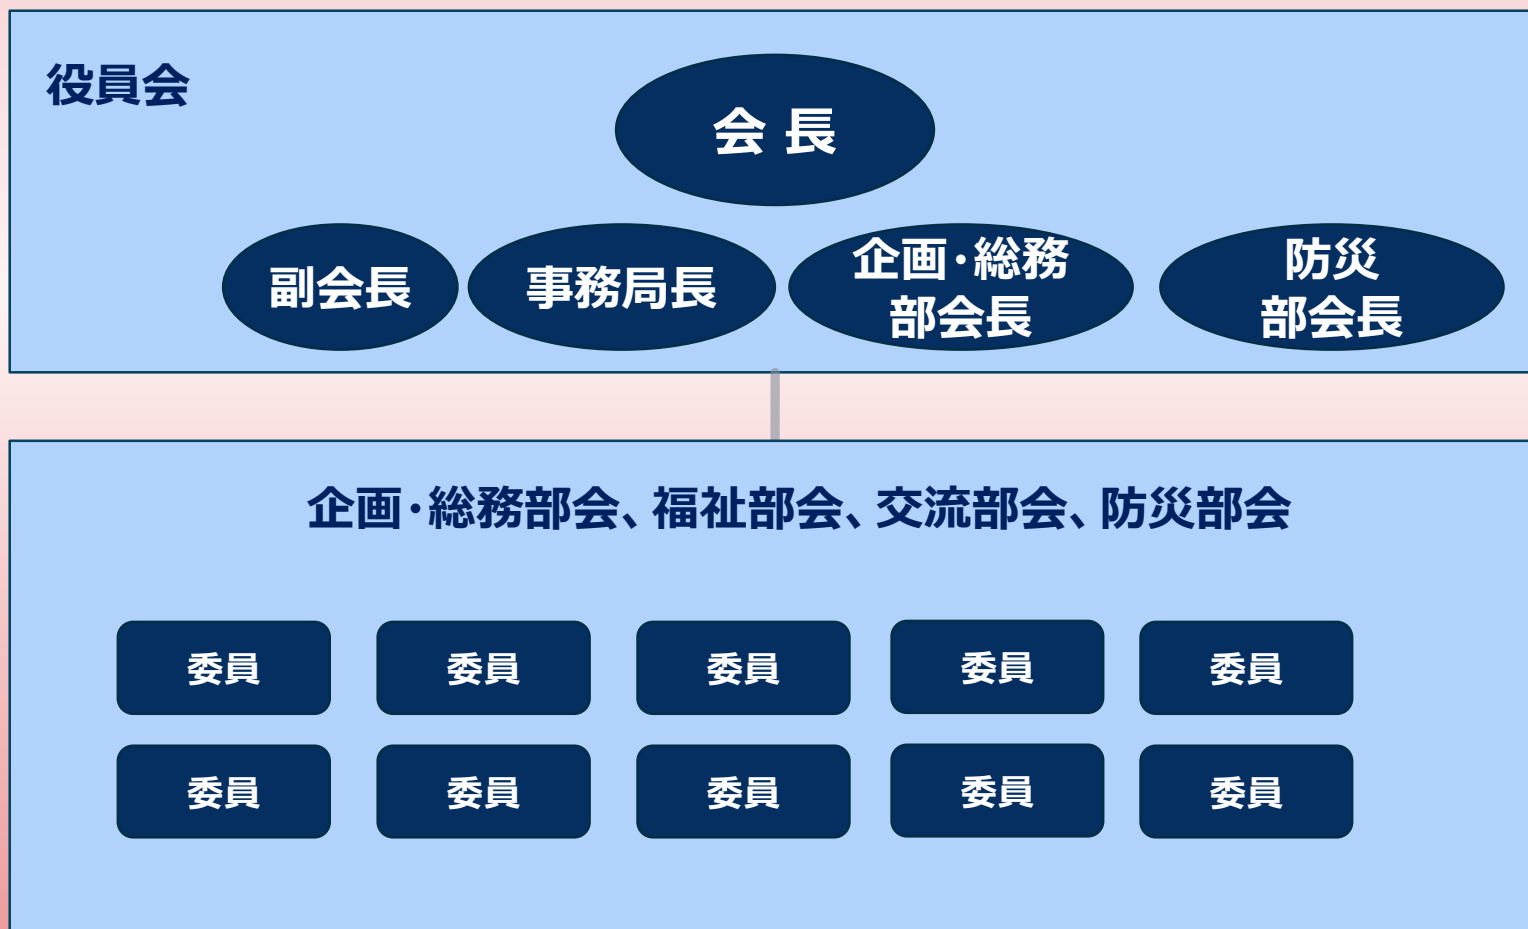 役員会
会 長
副会長
事務局長
企画・総務
部会長
防災
部会長
企画・総務部会、福祉部会、交流部会、防災部会
委員
委員
委員
委員
委員
委員
委員
委員
委員
委員